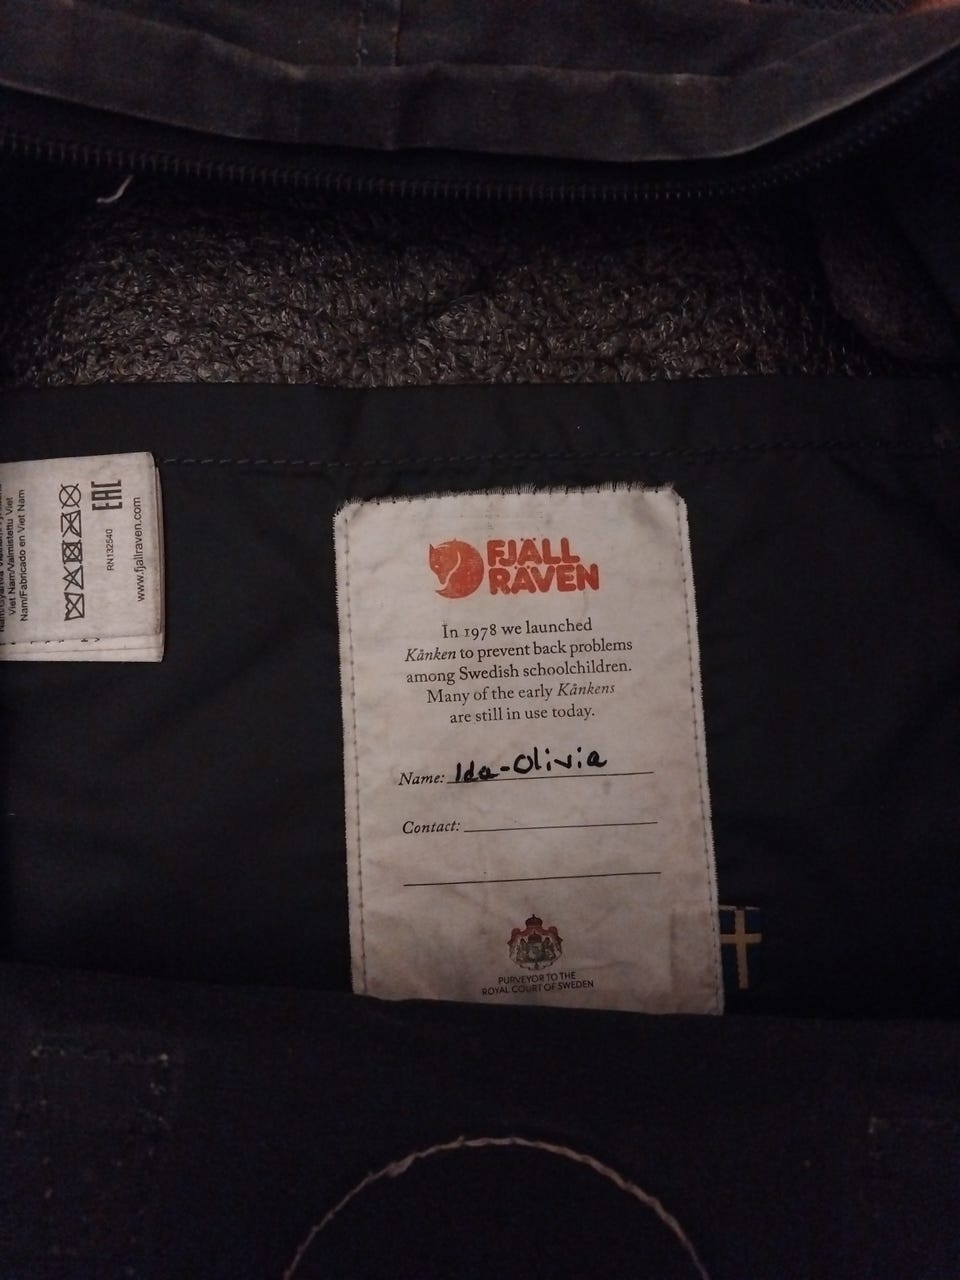 Viet Nam/Valmistettu Viet
Nam/Fabricado en Viet Nam
EAC
RN132540
www.fjallraven.com
FJÄLL
RÄVEN
In 1978 we launched
Kånken to prevent back problems
among Swedish schoolchildren.
Many of the early Kånkens
are still in use today.
Name: Ida-Olivia
Contact:
PURVEYOR TO THE
ROYAL COURT OF SWEDEN